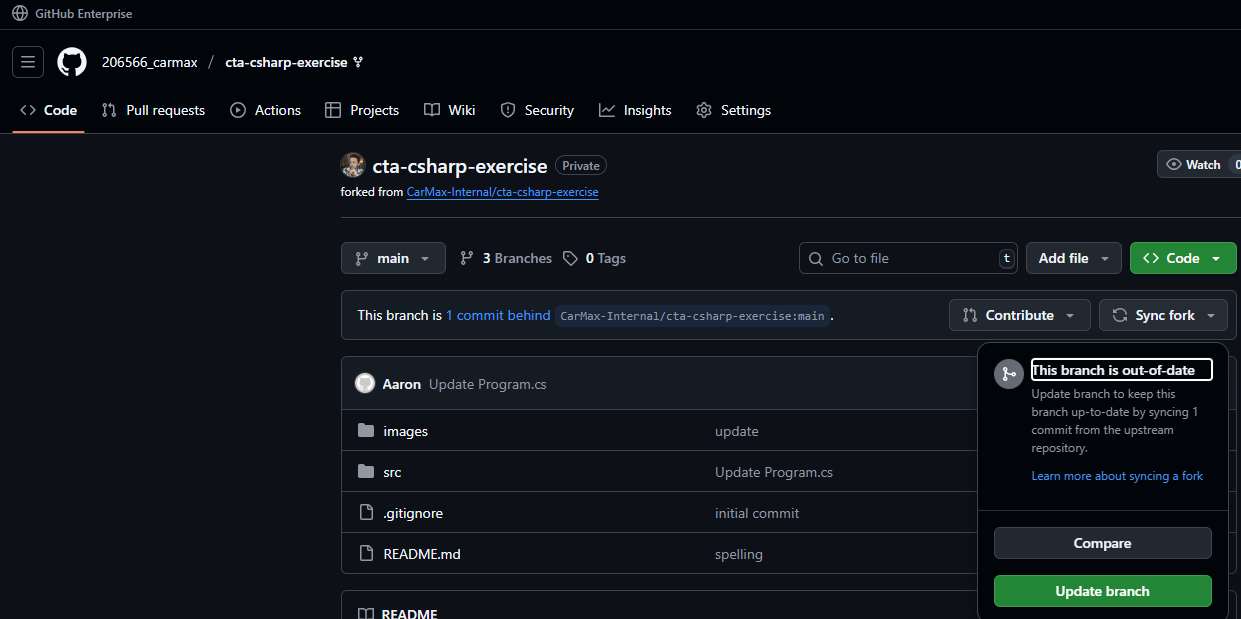 GitHub Enterprise
206566_carmax / cta-csharp-exercise
Code Pull requests Actions Projects Wiki Security Insights Settings
cta-csharp-exercise Private
Watch 0
forked from CarMax-Internal/cta-csharp-exercise
main 3 Branches 0 Tags Go to file t Add file Code
This branch is 1 commit behind CarMax-Internal/cta-csharp-exercise:main .
Contribute Sync fork
Aaron Update Program.cs
images update
src Update Program.cs
.gitignore initial commit
README.md spelling
README
This branch is out-of-date
Update branch to keep this
branch up-to-date by syncing 1
commit from the upstream
repository.
Learn more about syncing a fork
Compare
Update branch